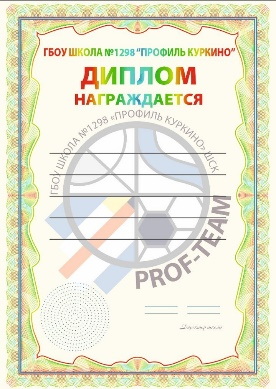 ГБОУ ШКОЛА №1298 "ПРОФИЛЬ КУРКИНО"
ДИПЛОМ
НАГРАЖДАЕТСЯ
ГБОУ ШКОЛА №1298 «ПРОФИЛЬ КУРКИНО» ШСК
PROF-TEAM